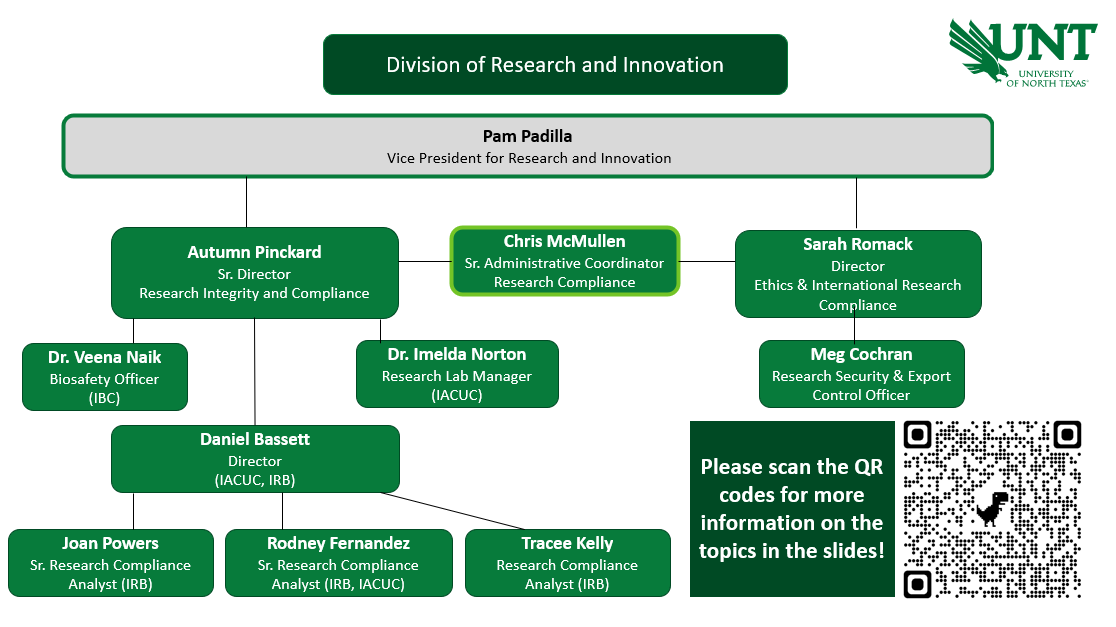 Division of Research and Innovation
UNT
UNIVERSITY
OF NORTH TEXAS
Pam Padilla
Vice President for Research and Innovation
Autumn Pinckard
Sr. Director
Research Integrity and Compliance
Chris McMullen
Sr. Administrative Coordinator
Research Compliance
Sarah Romack
Director
Ethics & International Research
Compliance
Dr. Veena Naik
Biosafety Officer
(IBC)
Dr. Imelda Norton
Research Lab Manager
(IACUC)
Meg Cochran
Research Security & Export
Control Officer
Daniel Bassett
Director
(IACUC, IRB)
Joan Powers
Sr. Research Compliance
Analyst (IRB)
Rodney Fernandez
Sr. Research Compliance
Analyst (IRB, IACUC)
Tracee Kelly
Research Compliance
Analyst (IRB)
Please scan the QR
codes for more
information on the
topics in the slides!